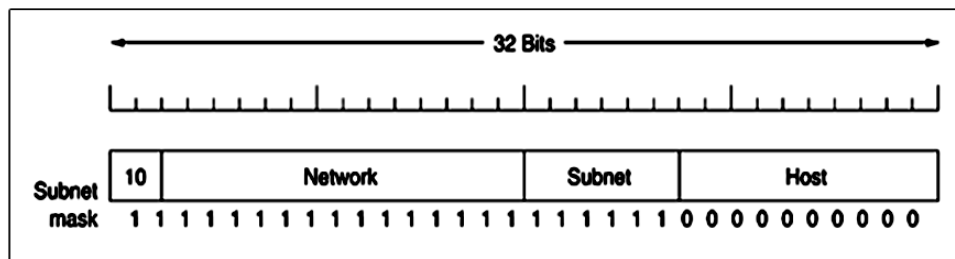 32 Bits
10 Network Subnet Host
Subnet
mask 1 1 1 1 1 1 1 1 1 1 1 1 1 1 1 1 1 1 1 1 1 1 0 0 0 0 0 0 0 0 0 0